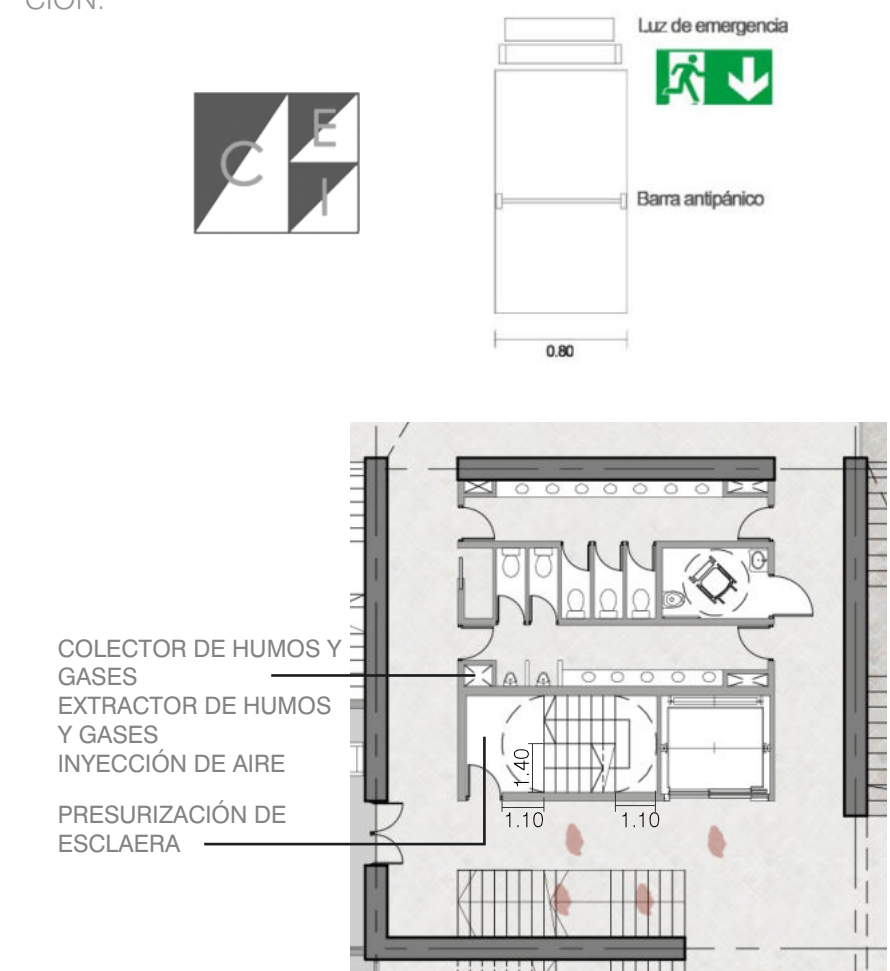 CIÓN.
Luz de emergencia
C
E
I
Barra antipánico
0.80
COLECTOR DE HUMOS Y
GASES
EXTRACTOR DE HUMOS
Y GASES
INYECCIÓN DE AIRE
PRESURIZACIÓN DE
ESCLAERA
1.40
1.10
1.10